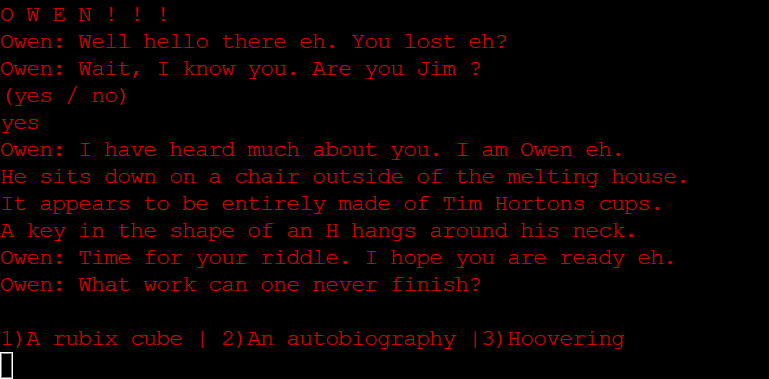 O W E N ! ! !
Owen: Well hello there eh. You lost eh?
Owen: Wait, I know you. Are you Jim ?
(yes / no)
yes
Owen: I have heard much about you. I am Owen eh.
He sits down on a chair outside of the melting house.
It appears to be entirely made of Tim Hortons cups.
A key in the shape of an H hangs around his neck.
Owen: Time for your riddle. I hope you are ready eh.
Owen: What work can one never finish?
1)A rubix cube | 2)An autobiography |3)Hoovering